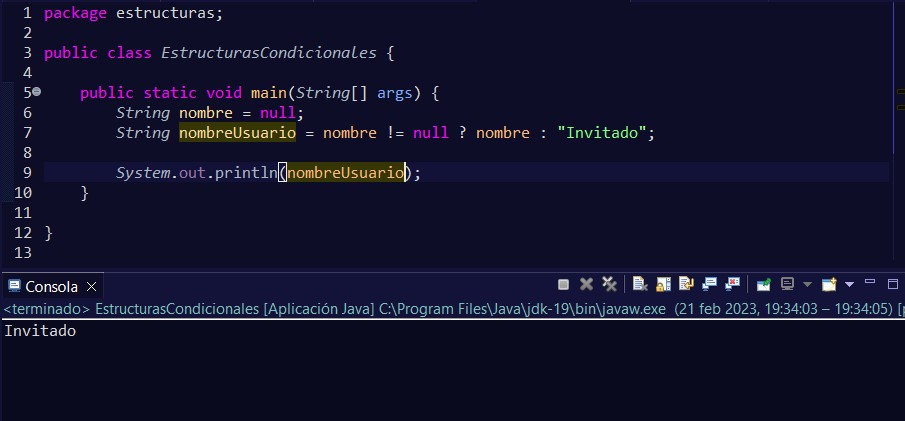 1 package estructuras;
2
3 public class EstructurasCondicionales {
4
5     public static void main(String[] args) {
6         String nombre = null;
7         String nombreUsuario = nombre != null ? nombre : "Invitado";
8
9         System.out.println(nombreUsuario);
10     }
11
12 }
13
Consola
<terminado> EstructurasCondicionales [Aplicación Java] C:\Program Files\Java\jdk-19\bin\javaw.exe (21 feb 2023, 19:34:03 – 19:34:05) [
Invitado